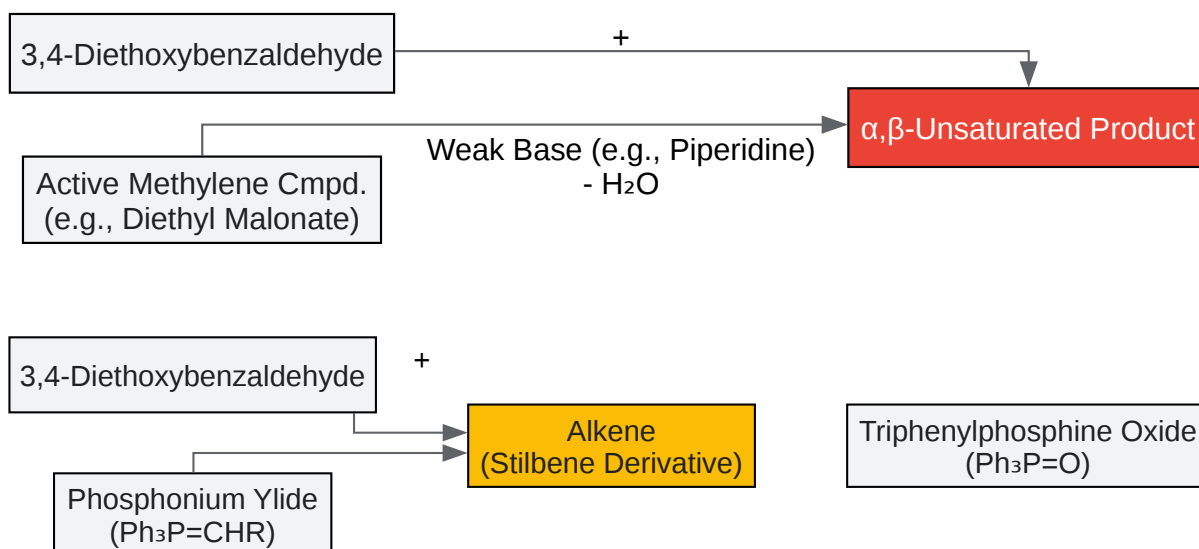 3,4-Diethoxybenzaldehyde
+
α,β-Unsaturated Product
Weak Base (e.g., Piperidine)
- H₂O
Active Methylene Cmpd.
(e.g., Diethyl Malonate)
3,4-Diethoxybenzaldehyde
+
Alkene
(Stilbene Derivative)
Triphenylphosphine Oxide
(Ph₃P=O)
Phosphonium Ylide
(Ph₃P=CHR)